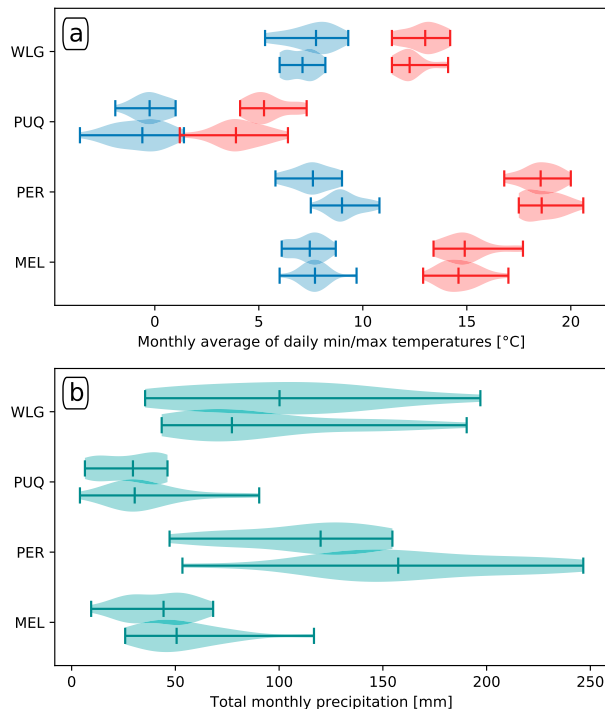 a
WLG
PUQ
PER
MEL
0 5 10 15 20
Monthly average of daily min/max temperatures [°C]
b
WLG
PUQ
PER
MEL
0 50 100 150 200 250
Total monthly precipitation [mm]